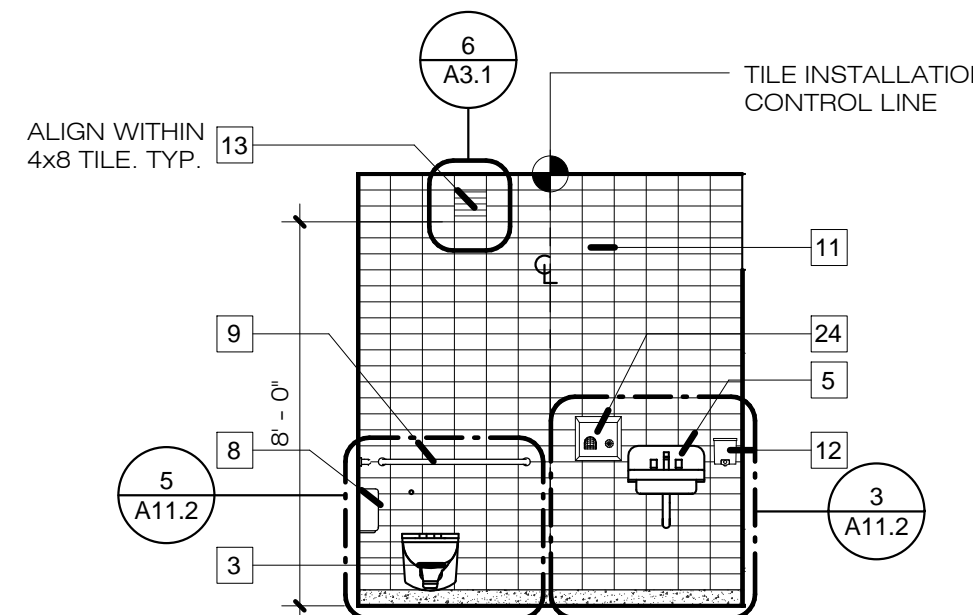 6
A3.1
TILE INSTALLATION
CONTROL LINE
ALIGN WITHIN
4x8 TILE. TYP.
13
11
℄
9
24
8' - 0"
5
8
12
5
A11.2
3
A11.2
3